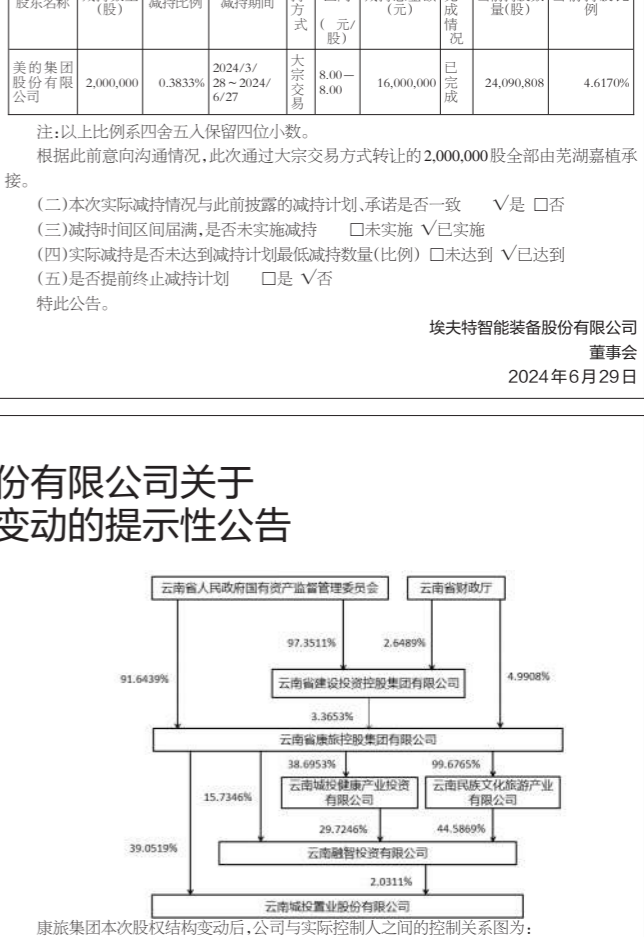 股东名称
(股)
减持比例
减持期间
方
式
(元/
股)
(元)
成
情
况
量(股)
例
美的集团
股份有限
公司
2,000,000
0.3833%
2024/3/
28~2024/
6/27
大
宗
交
易
8.00—
8.00
16,000,000
已
完
成
24,090,808
4.6170%
注:以上比例系四舍五入保留四位小数。
根据此前意向沟通情况,此次通过大宗交易方式转让的2,000,000股全部由芜湖嘉植承
接。
(二)本次实际减持情况与此前披露的减持计划、承诺是否一致 √是 □否
(三)减持时间区间届满,是否未实施减持 □未实施 √已实施
(四)实际减持是否未达到减持计划最低减持数量(比例) □未达到 √已达到
(五)是否提前终止减持计划 □是 √否
特此公告。
埃夫特智能装备股份有限公司
董事会
2024年6月29日
份有限公司关于
变动的提示性公告
云南省人民政府国有资产监督管理委员会
云南省财政厅
97.3511%
2.6489%
91.6439%
4.9908%
云南省建设投资控股集团有限公司
3.3653%
云南省康旅控股集团有限公司
38.6953%
99.6765%
云南城投健康产业投资
有限公司
云南民族文化旅游产业
有限公司
15.7346%
29.7246%
44.5869%
39.0519%
云南融智投资有限公司
2.0311%
云南城投置业股份有限公司
康旅集团本次股权结构变动后,公司与实际控制人之间的控制关系图为: